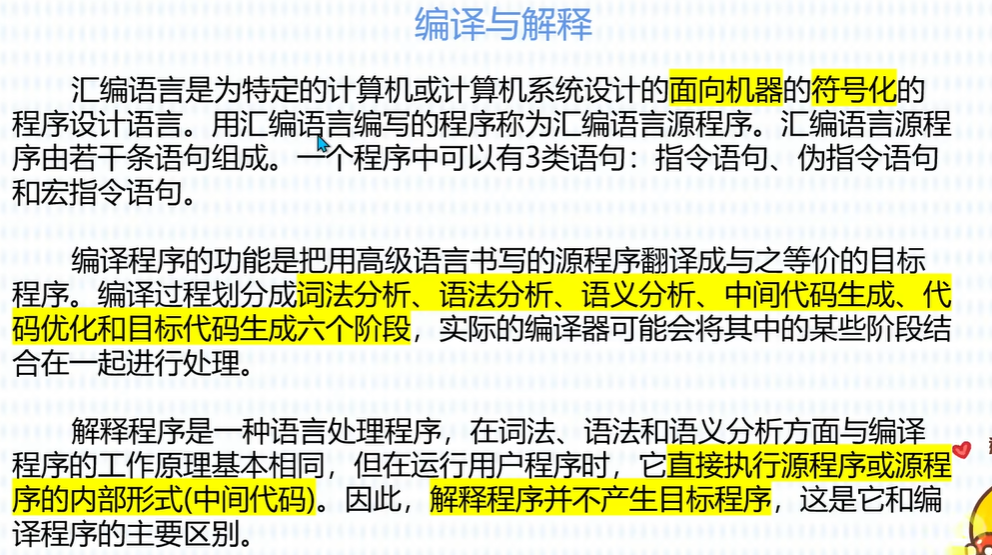 编译与解释
汇编语言是为特定的计算机或计算机系统设计的面向机器的符号化的
程序设计语言。用汇编语言编写的程序称为汇编语言源程序。汇编语言源程
序由若干条语句组成。一个程序中可以有3类语句：指令语句、伪指令语句
和宏指令语句。
编译程序的功能是把用高级语言书写的源程序翻译成与之等价的目标
程序。编译过程划分成词法分析、语法分析、语义分析、中间代码生成、代
码优化和目标代码生成六个阶段，实际的编译器可能会将其中的某些阶段结
合在一起进行处理。
解释程序是一种语言处理程序，在词法、语法和语义分析方面与编译
程序的工作原理基本相同，但在运行用户程序时，它直接执行源程序或源程
序的内部形式(中间代码)。因此，解释程序并不产生目标程序，这是它和编
译程序的主要区别。